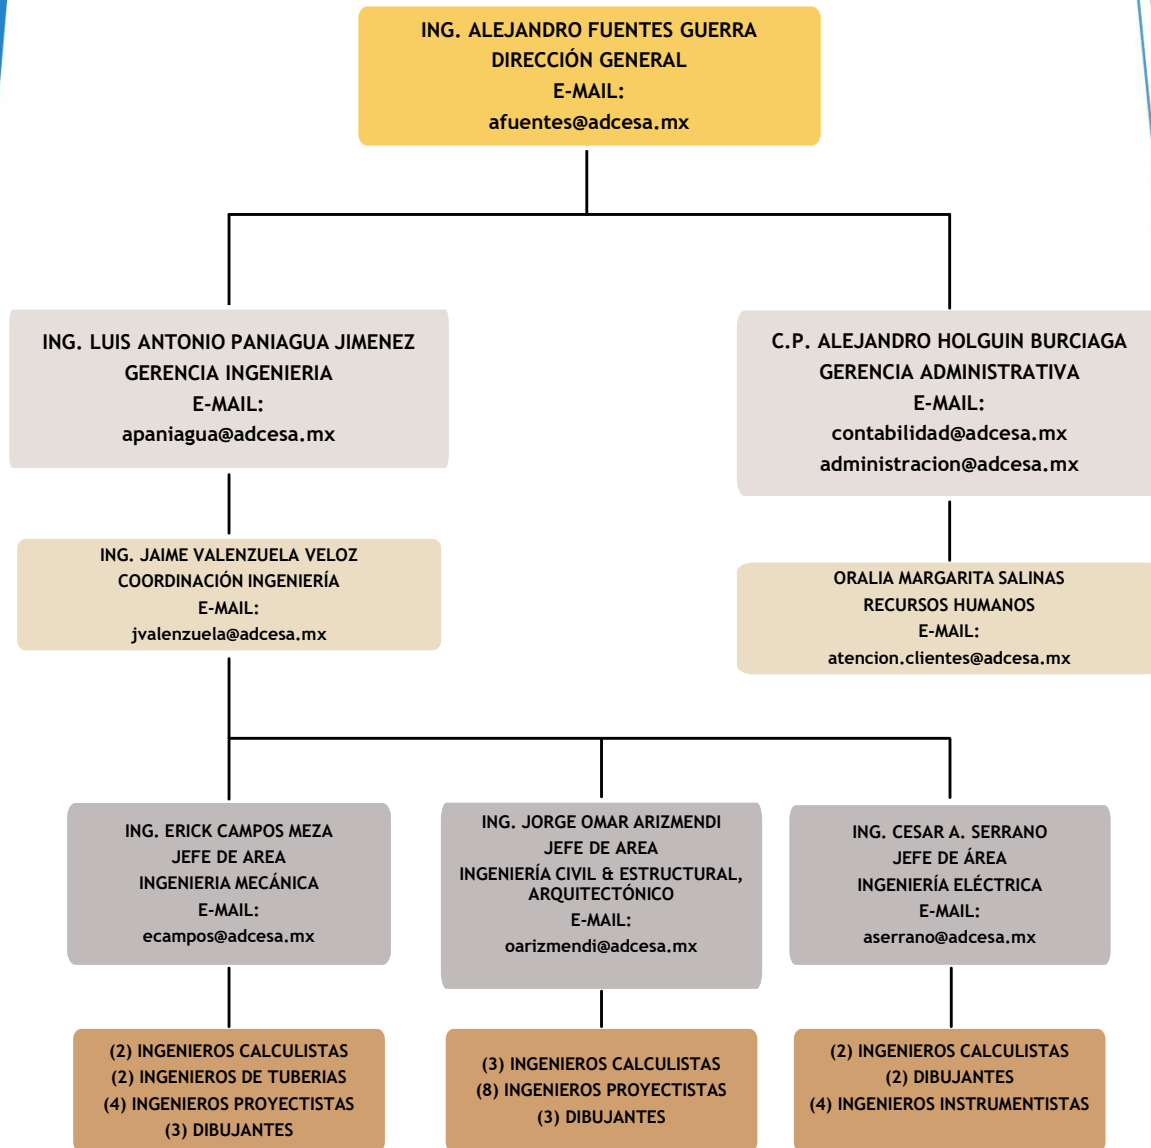 ING. ALEJANDRO FUENTES GUERRA
DIRECCIÓN GENERAL
E-MAIL:
afuentes@adcesa.mx
ING. LUIS ANTONIO PANIAGUA JIMENEZ
GERENCIA INGENIERIA
E-MAIL:
apaniagua@adcesa.mx
C.P. ALEJANDRO HOLGUIN BURCIAGA
GERENCIA ADMINISTRATIVA
E-MAIL:
contabilidad@adcesa.mx
administracion@adcesa.mx
ING. JAIME VALENZUELA VELOZ
COORDINACIÓN INGENIERÍA
E-MAIL:
jvalenzuela@adcesa.mx
ORALIA MARGARITA SALINAS
RECURSOS HUMANOS
E-MAIL:
atencion.clientes@adcesa.mx
ING. ERICK CAMPOS MEZA
JEFE DE AREA
INGENIERIA MECÁNICA
E-MAIL:
ecampos@adcesa.mx
ING. JORGE OMAR ARIZMENDI
JEFE DE AREA
INGENIERÍA CIVIL & ESTRUCTURAL,
ARQUITECTÓNICO
E-MAIL:
oarizmendi@adcesa.mx
ING. CESAR A. SERRANO
JEFE DE ÁREA
INGENIERÍA ELÉCTRICA
E-MAIL:
aserrano@adcesa.mx
(2) INGENIEROS CALCULISTAS
(2) INGENIEROS DE TUBERIAS
(4) INGENIEROS PROYECTISTAS
(3) DIBUJANTES
(3) INGENIEROS CALCULISTAS
(8) INGENIEROS PROYECTISTAS
(3) DIBUJANTES
(2) INGENIEROS CALCULISTAS
(2) DIBUJANTES
(4) INGENIEROS INSTRUMENTISTAS